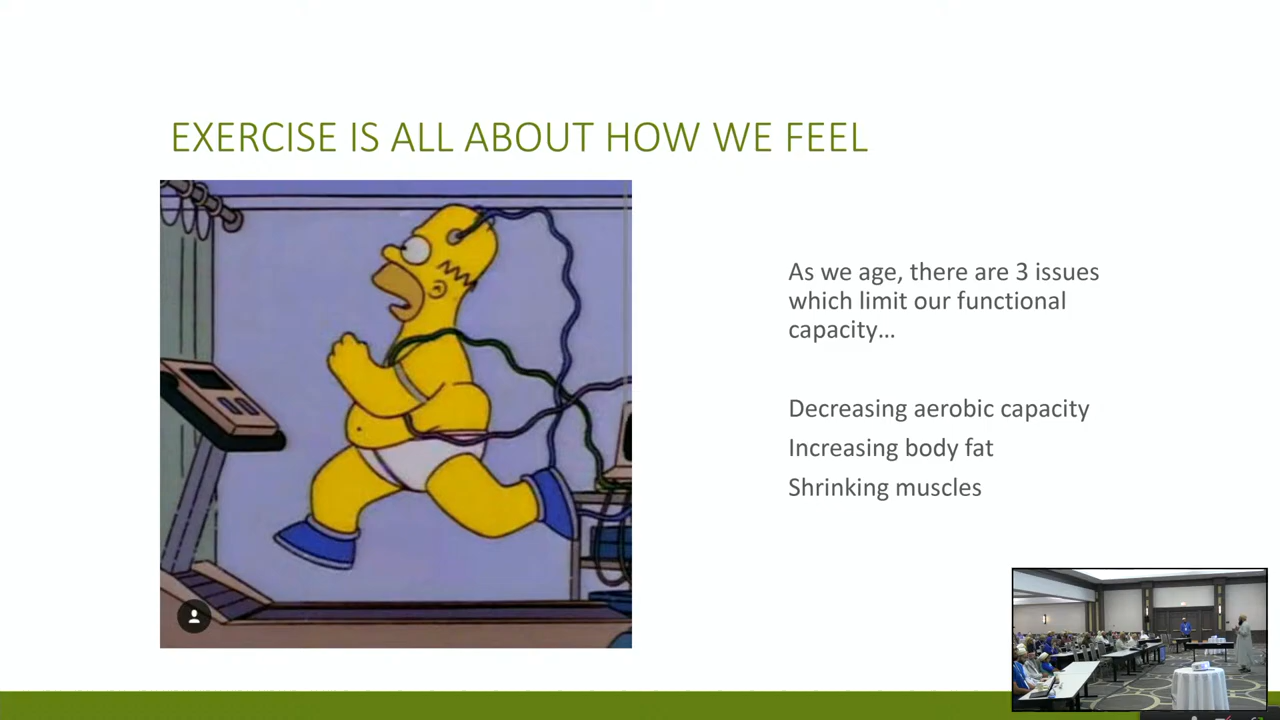 EXERCISE IS ALL ABOUT HOW WE FEEL
As we age, there are 3 issues
which limit our functional
capacity…
Decreasing aerobic capacity
Increasing body fat
Shrinking muscles